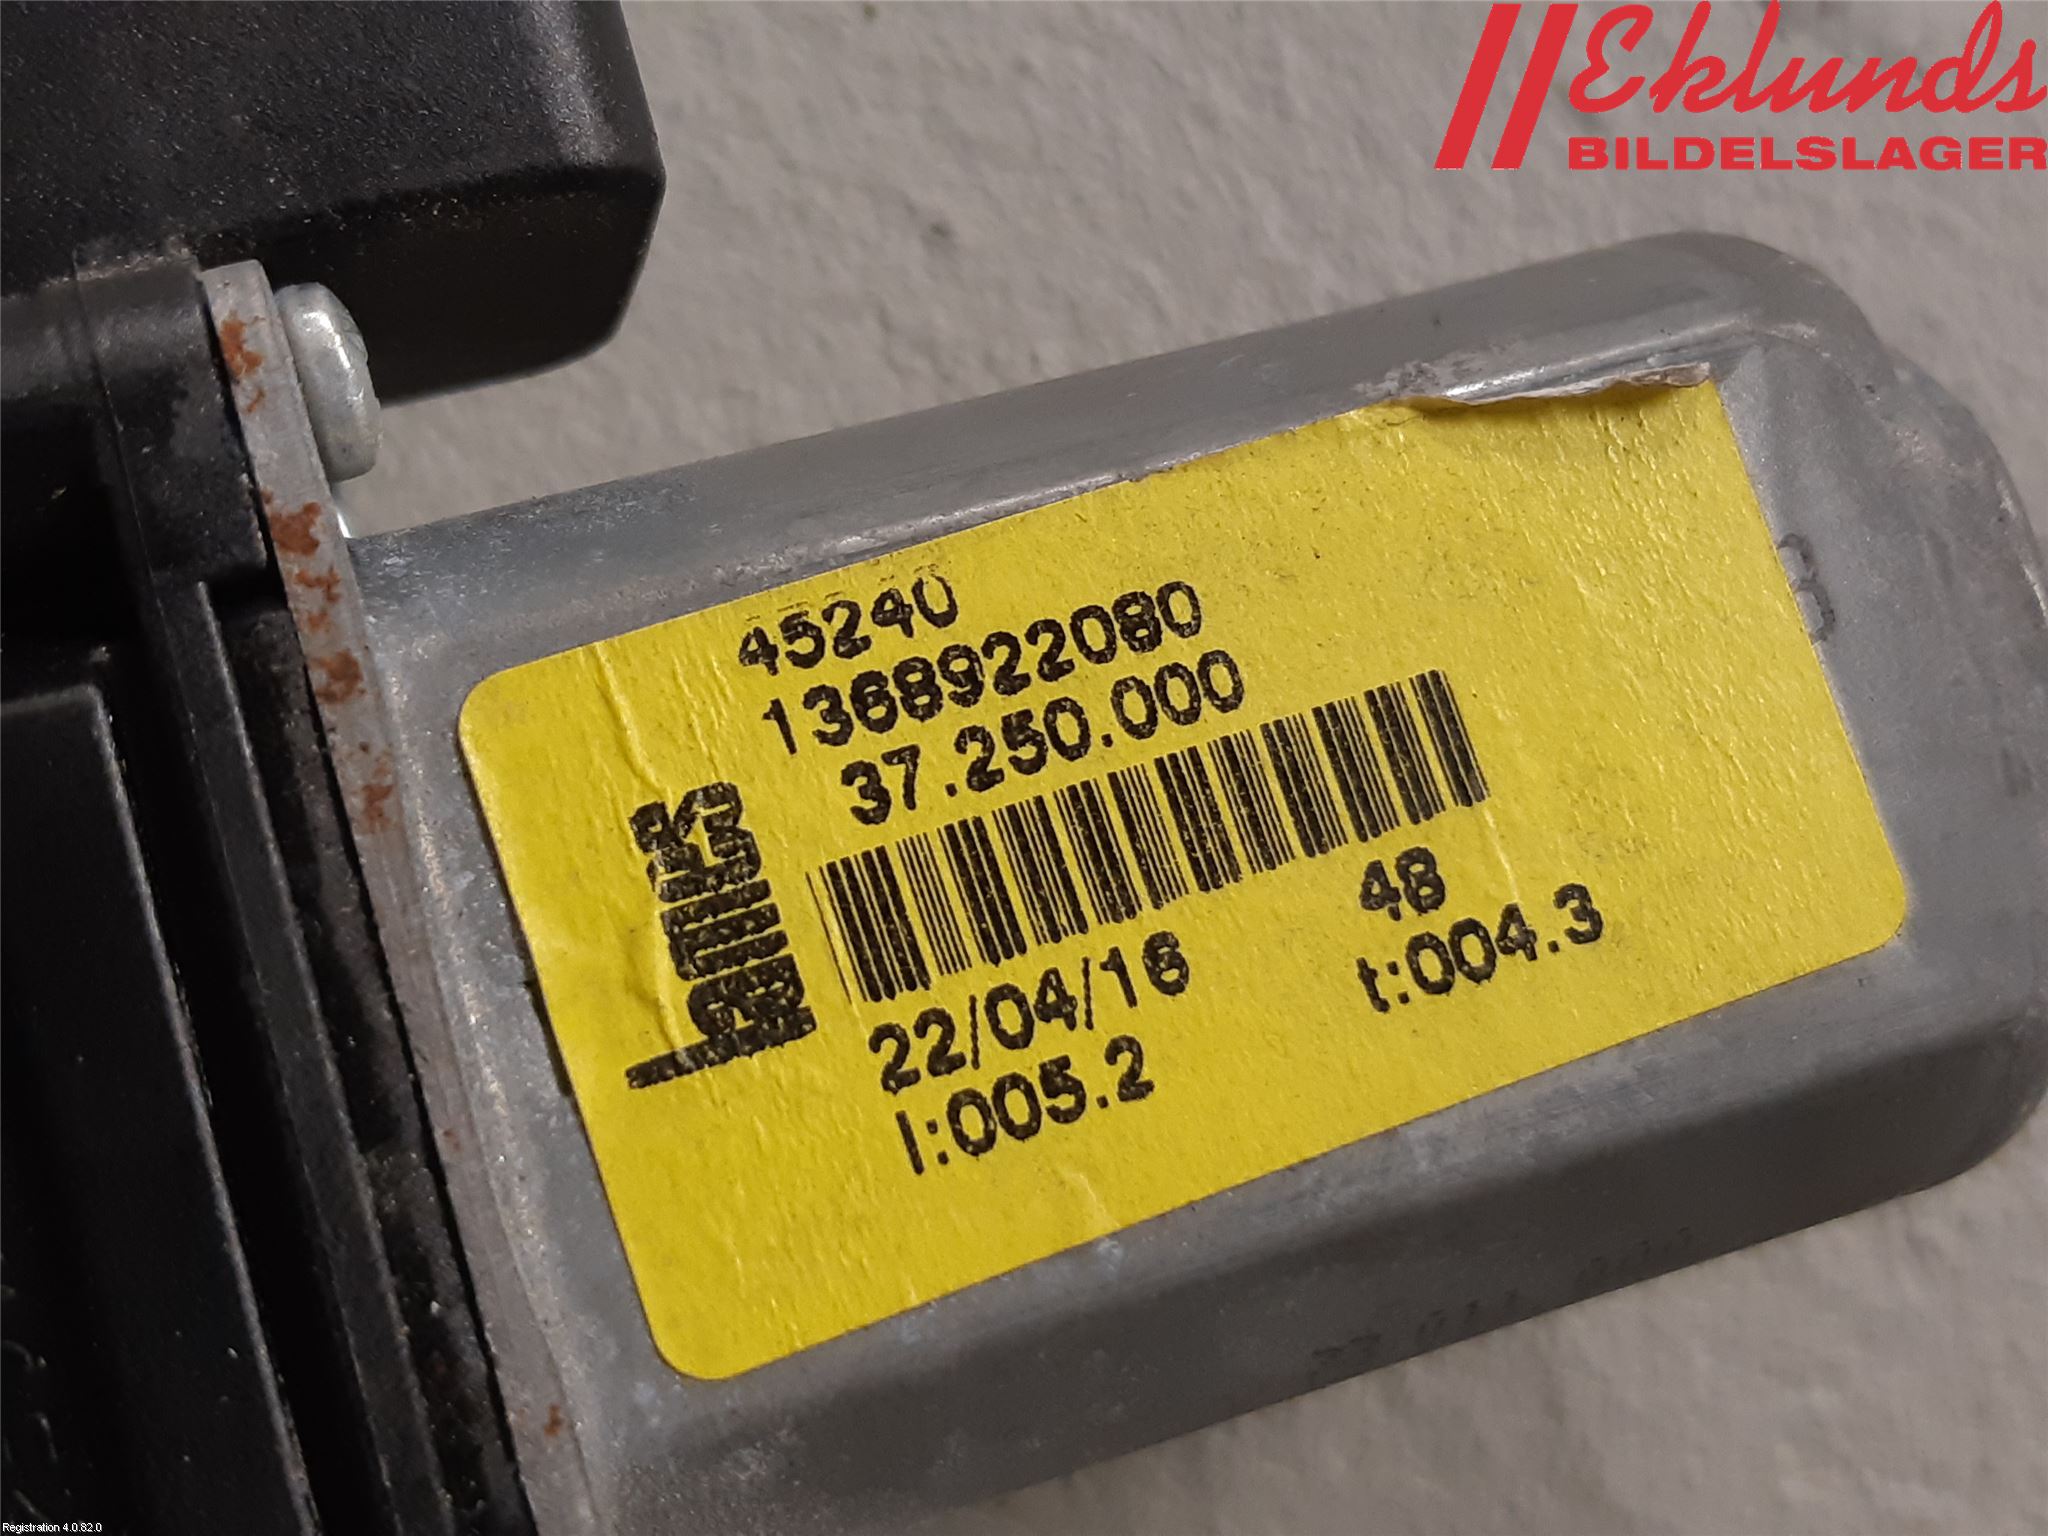 Eklunds
BILDELSLAGER
45240
1368922080
37.250.000
48
22/04/16
t:004.3
I:005.2
Registration 4.0.82.0